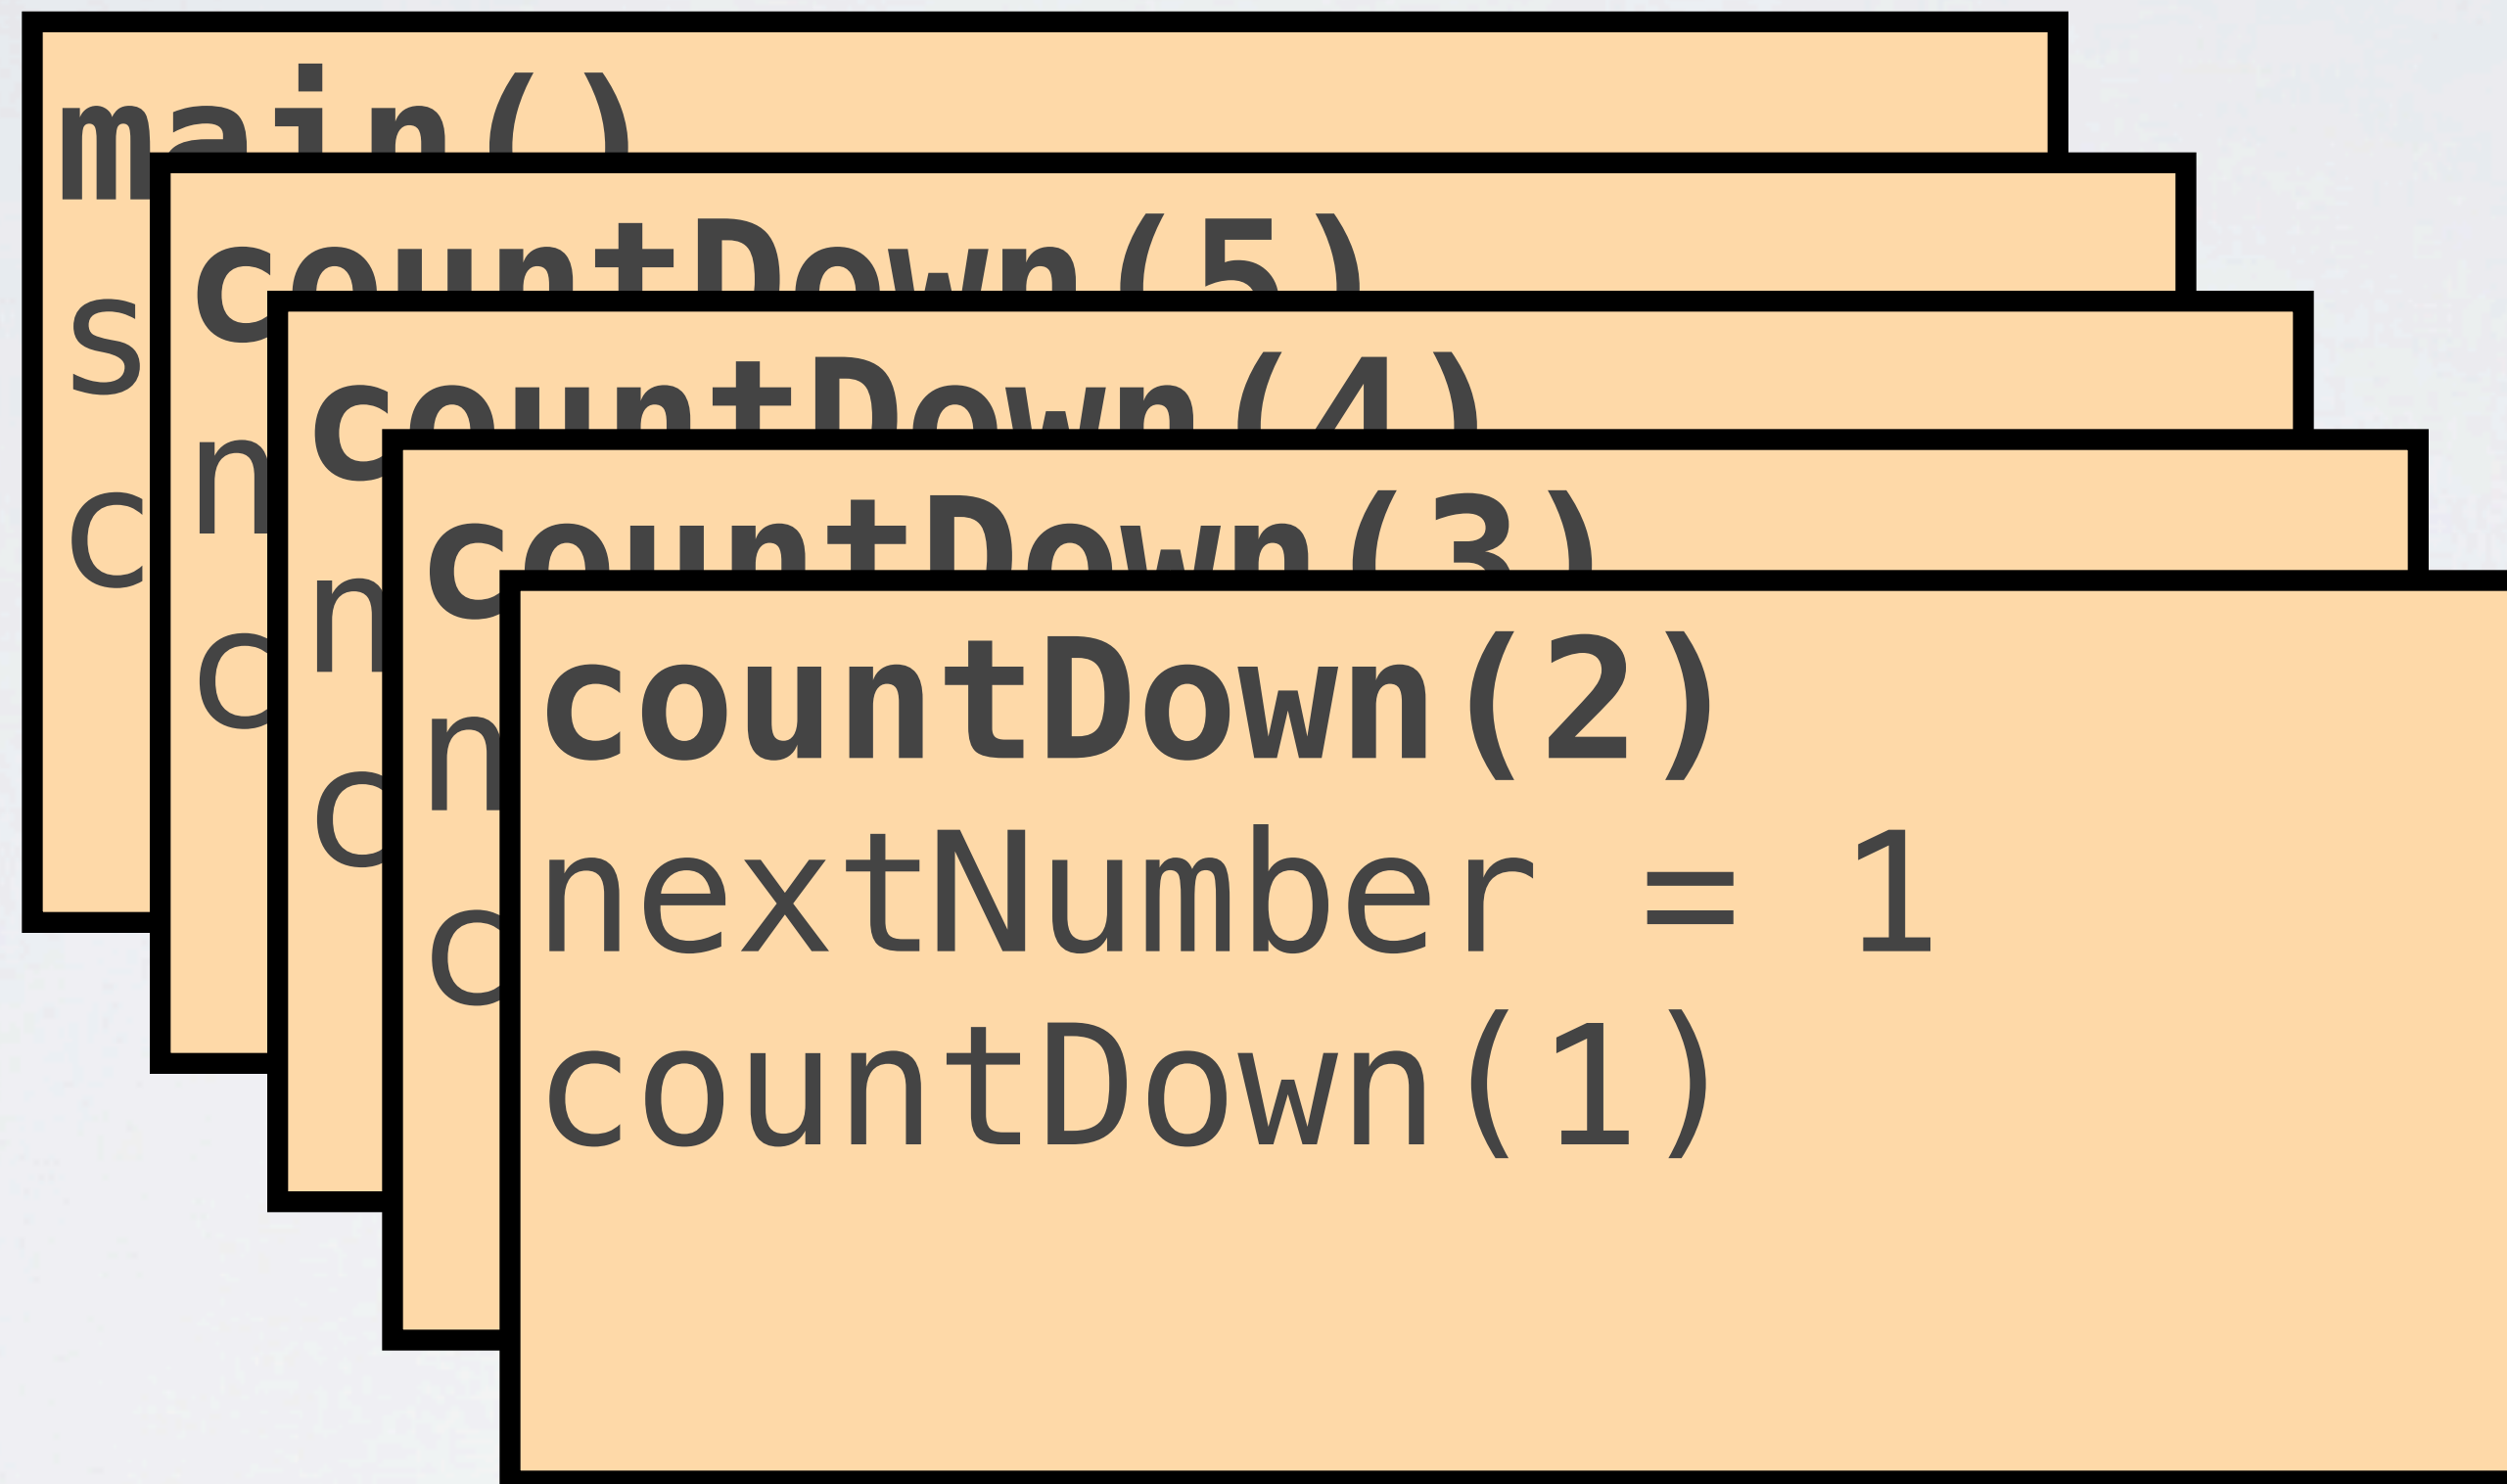 main()
S
c
countDown(5)
n
c
countDown(4)
n
c
countDown(3)
n
c
countDown(2)
nextNumber = 1
countDown(1)